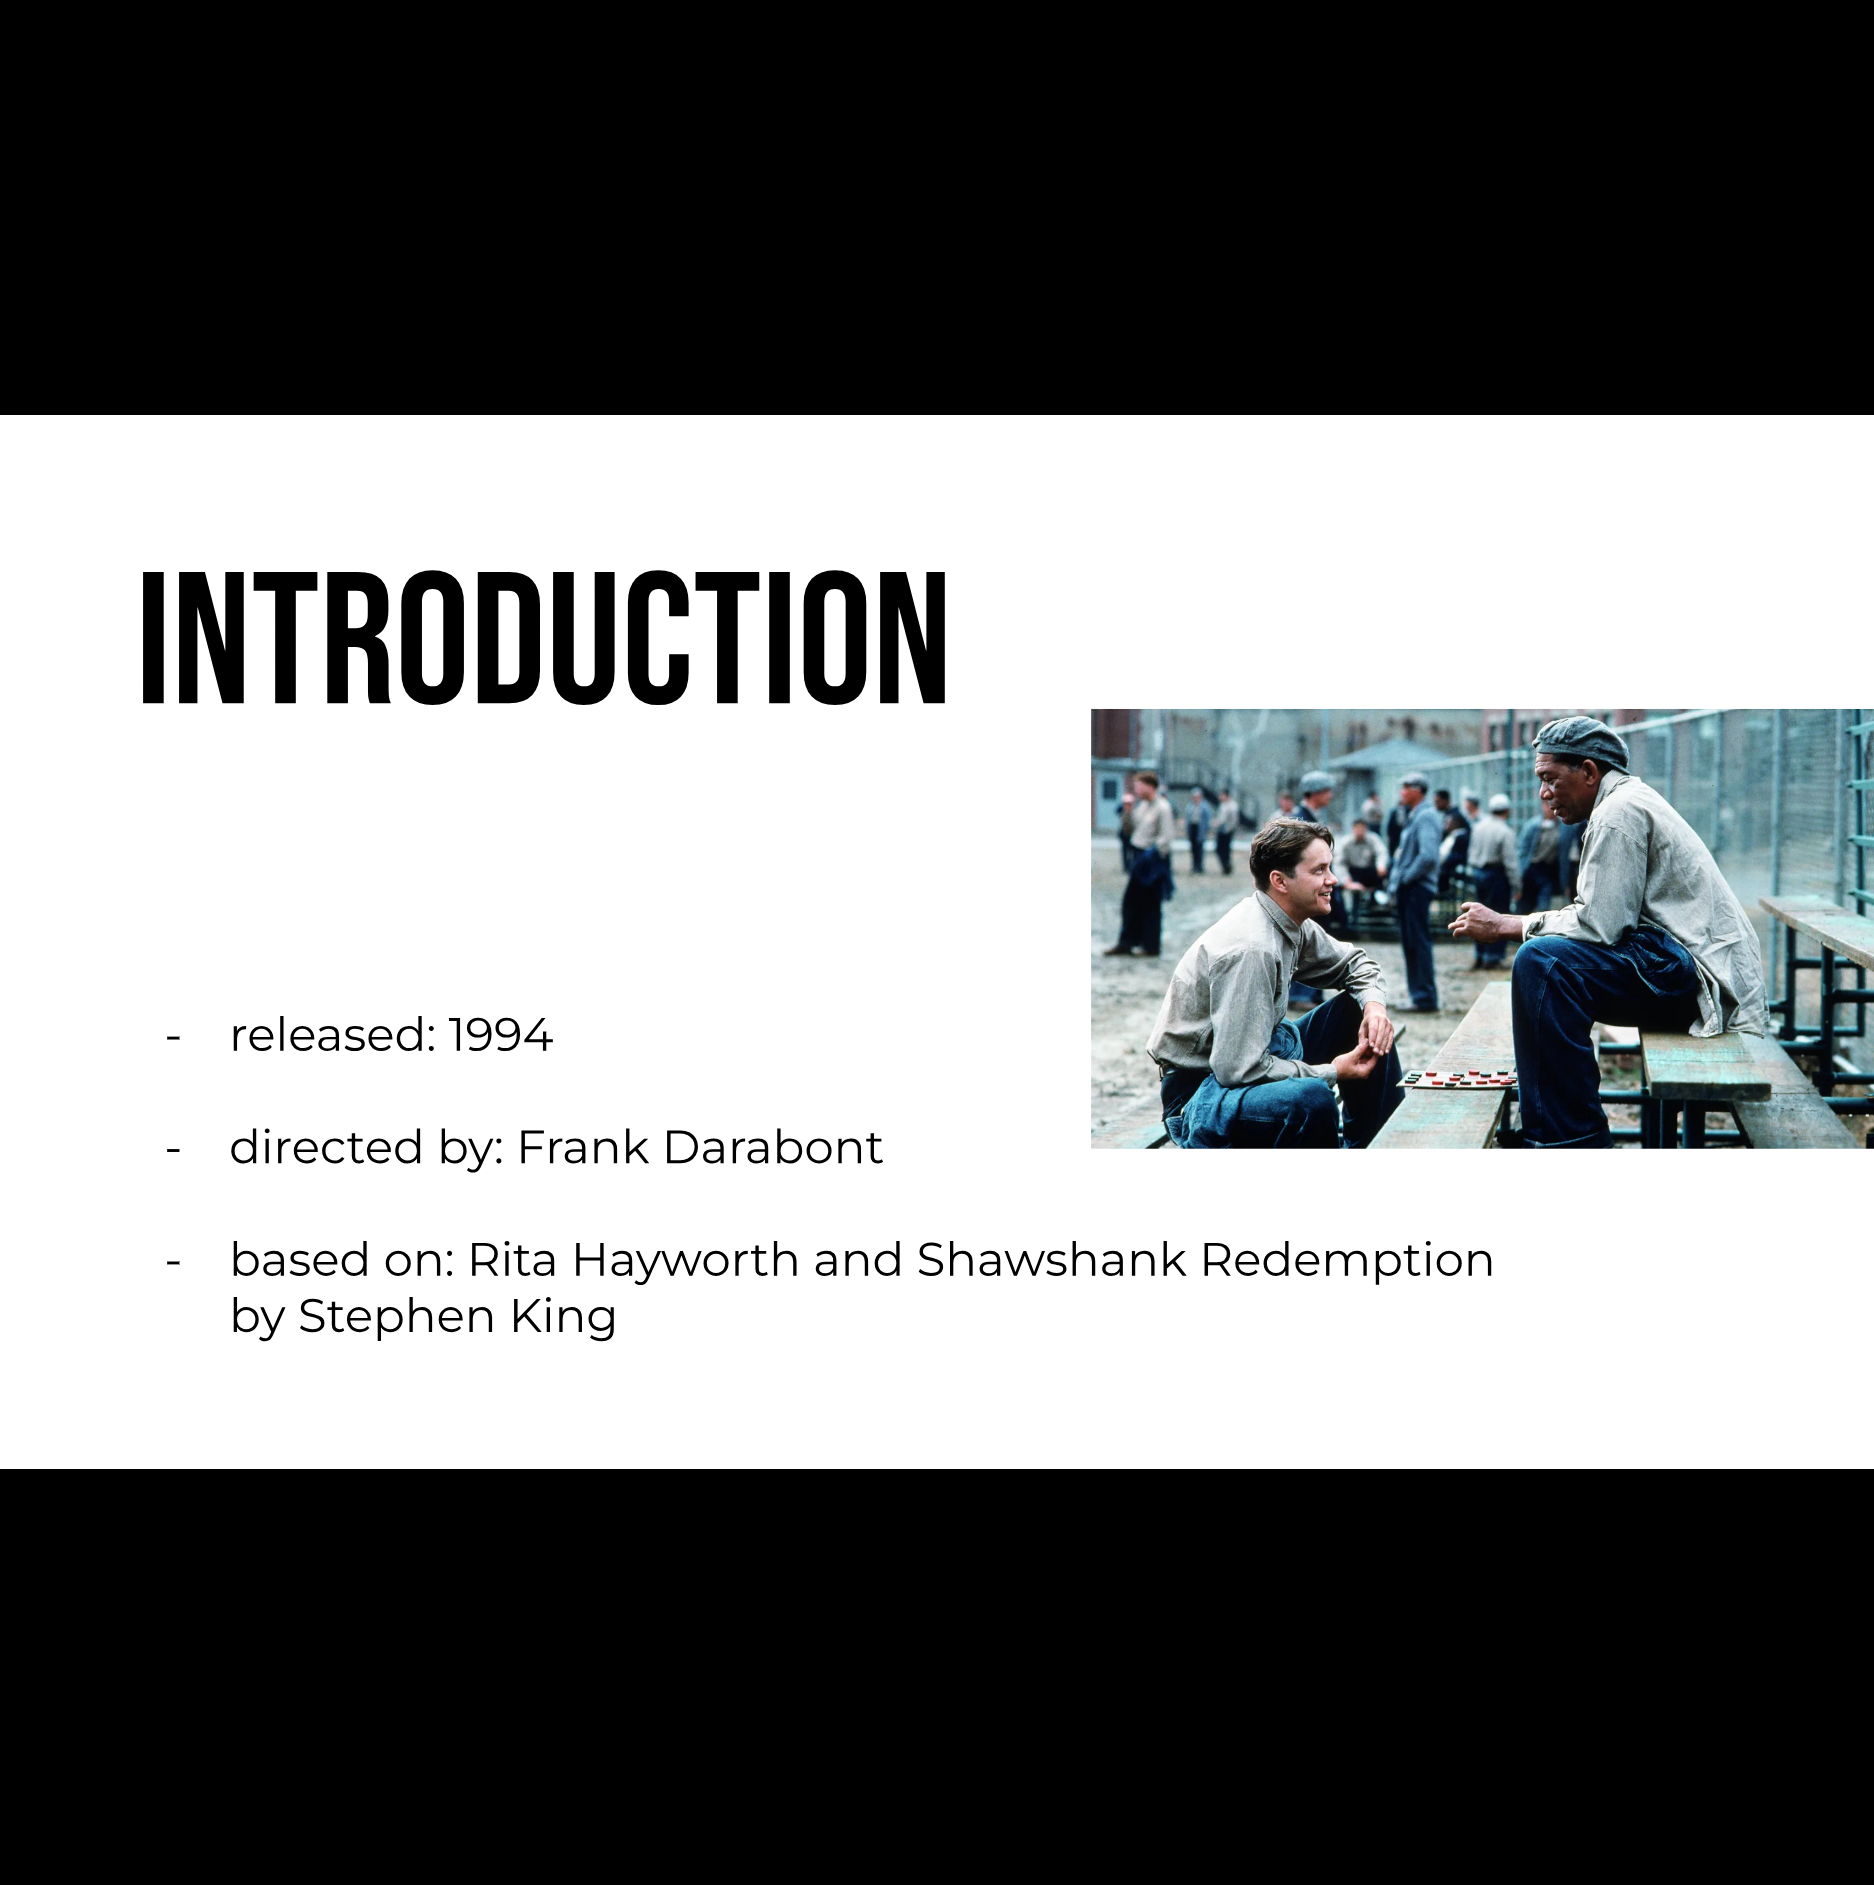 INTRODUCTION
- released: 1994
- directed by: Frank Darabont
- based on: Rita Hayworth and Shawshank Redemption
by Stephen King